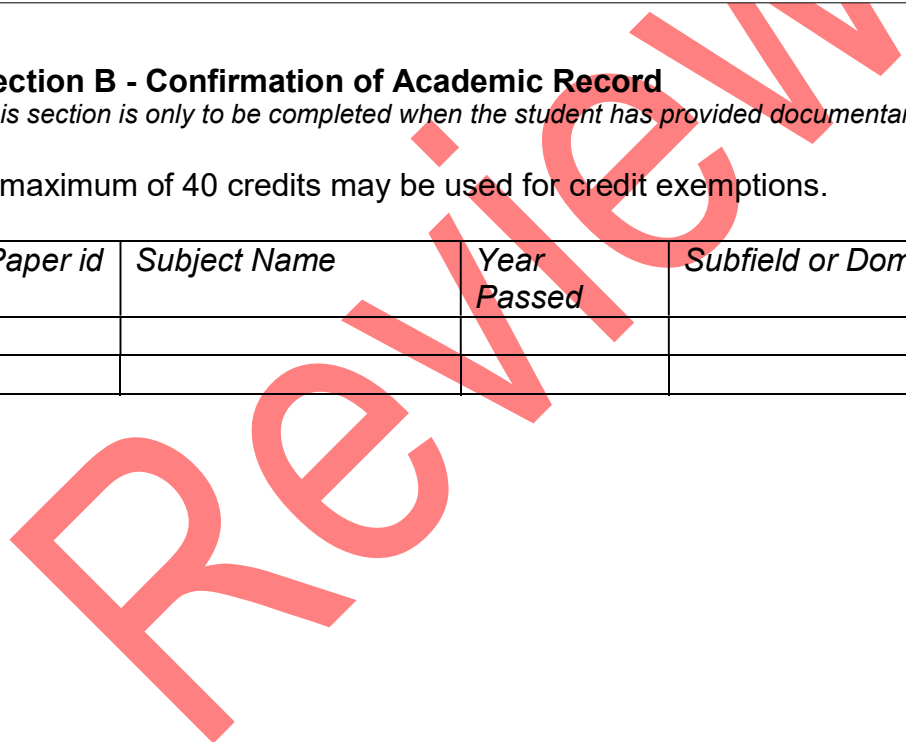 ection B - Confirmation of Academic Record
is section is only to be completed when the student has provided documentar
maximum of 40 credits may be used for credit exemptions.
Paper id Subject Name Year Passed Subfield or Dom
Review